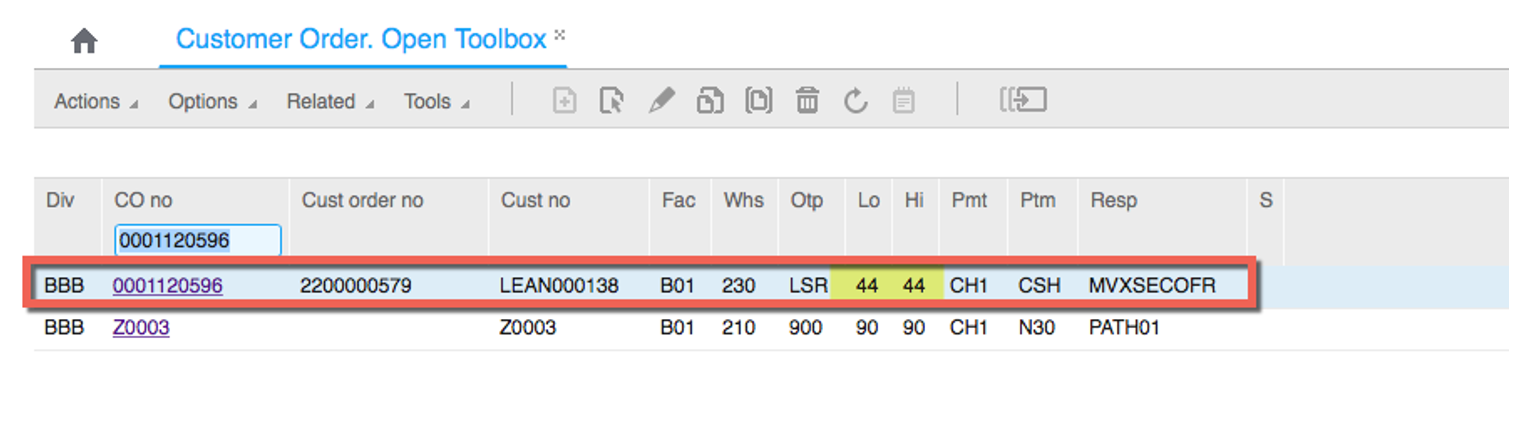 Customer Order. Open Toolbox
Actions Options Related Tools
Div CO no Cust order no Cust no Fac Whs Otp Lo Hi Pmt Ptm Resp S
0001120596
BBB 0001120596 2200000579 LEAN000138 B01 230 LSR 44 44 CH1 CSH MVXSECOFR
BBB Z0003 Z0003 B01 210 900 90 90 CH1 N30 PATH01